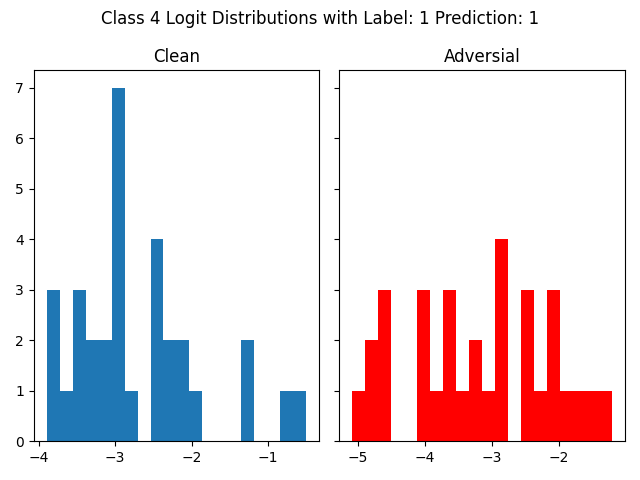 Class 4 Logit Distributions with Label: 1 Prediction: 1
Clean
Adversial
7
6
5
4
3
2
1
0
−4 −3 −2 −1
−5 −4 −3 −2